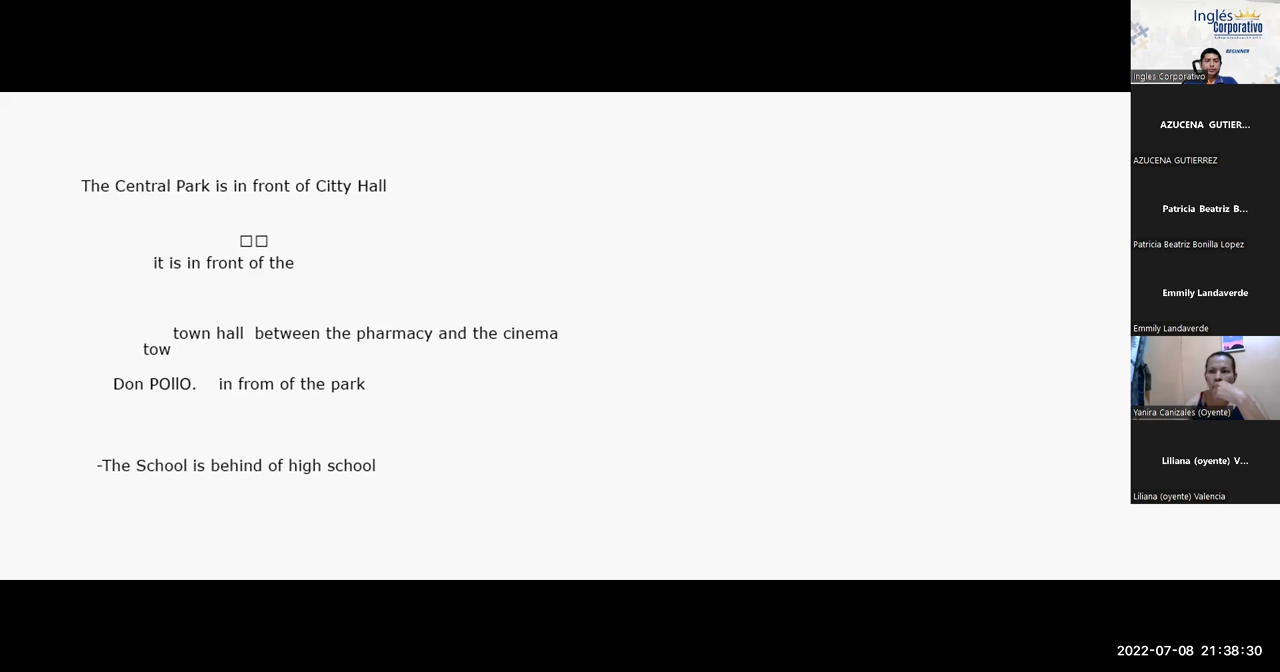 Inglés
Corporativo
BEGINNER
Ingles Corporativo
AZUCENA GUTIER...
AZUCENA GUTIERREZ
The Central Park is in front of Citty Hall
Patricia Beatriz B...
Patricia Beatriz Bonilla Lopez
it is in front of the
Emmily Landaverde
Emmily Landaverde
town hall between the pharmacy and the cinema
tow
Don POllO. in from of the park
Yanira Canizales (Oyente)
-The School is behind of high school
Liliana (oyente) V...
Liliana (oyente) Valencia
2022-07-08 21:38:30